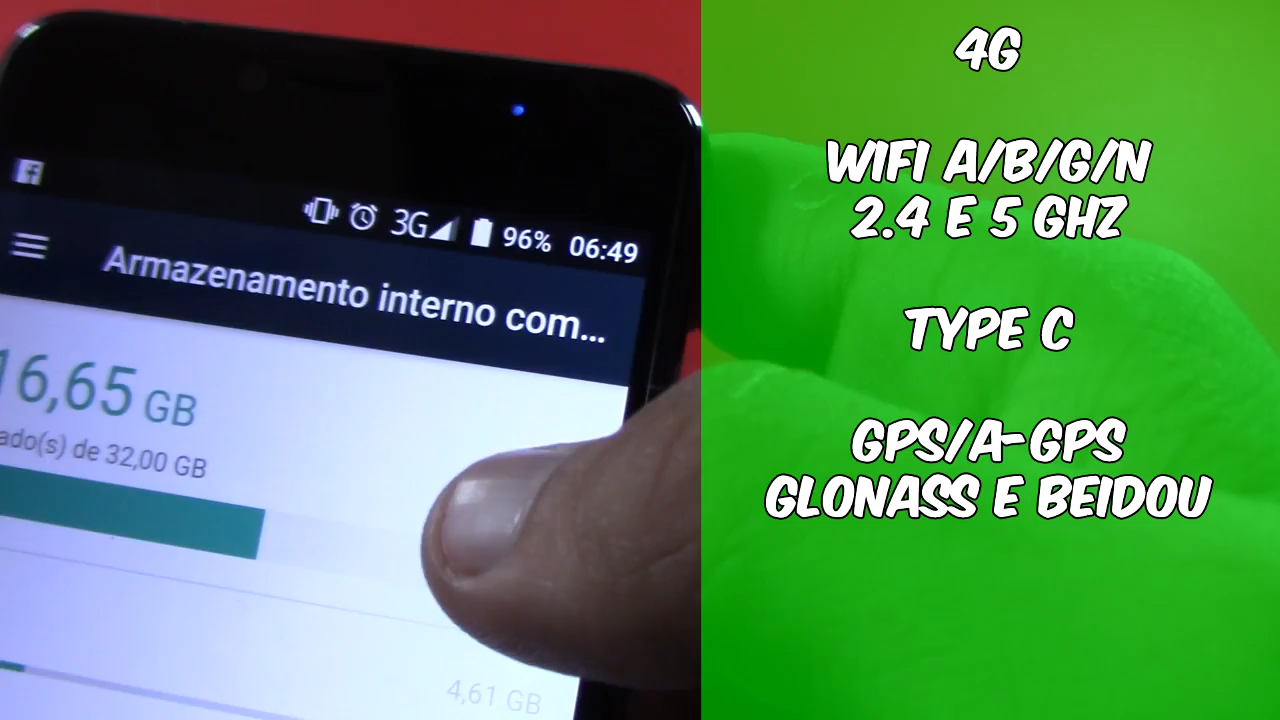 3G 96% 06:49
Armazenamento interno com...
16,65 GB
ado(s) de 32,00 GB
4,61 GB
4G
WIFI A/B/G/N
2.4 E 5 GHZ
TYPE C
GPS/A-GPS
GLONASS E BEIDOU